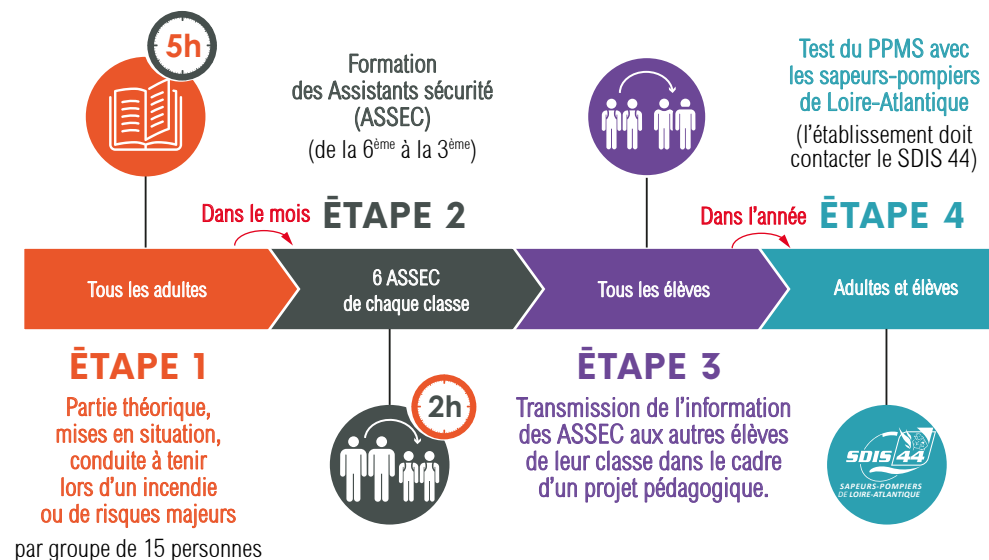 5h
Tous les adultes
ÉTAPE 1
Partie théorique,
mises en situation,
conduite à tenir
lors d'un incendie
ou de risques majeurs
par groupe de 15 personnes
Dans le mois
Formation
des Assistants sécurité
(ASSEC)
(de la 6ème à la 3ème)
ÉTAPE 2
6 ASSEC
de chaque classe
2h
Tous les élèves
ÉTAPE 3
Transmission de l'information
des ASSEC aux autres élèves
de leur classe dans le cadre
d'un projet pédagogique.
Dans l'année
Test du PPMS avec
les sapeurs-pompiers
de Loire-Atlantique
(l'établissement doit
contacter le SDIS 44)
ÉTAPE 4
Adultes et élèves
SDIS 44
SAPEURS-POMPIERS
DE LOIRE-ATLANTIQUE